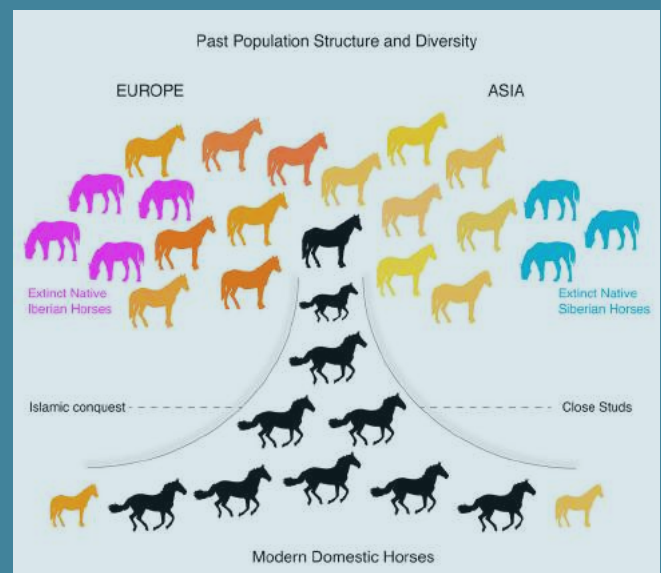 Past Population Structure and Diversity
EUROPE
ASIA
Extinct Native
Iberian Horses
Extinct Native
Siberian Horses
Islamic conquest
Close Studs
Modern Domestic Horses